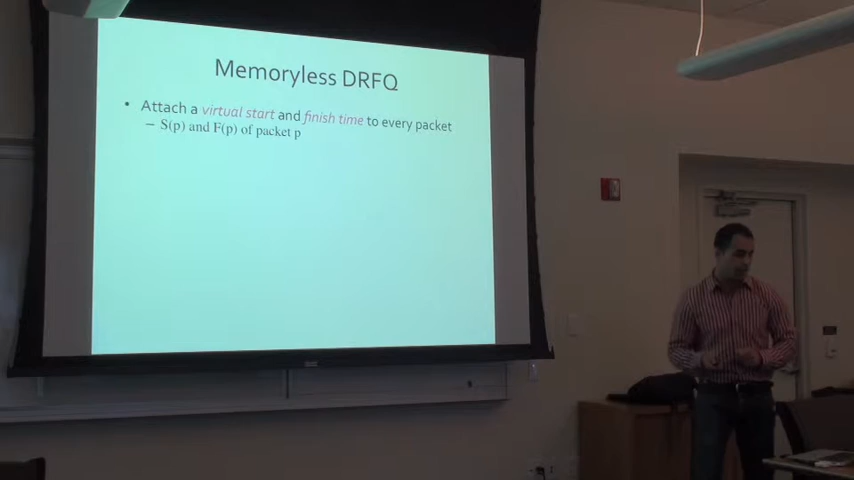 Memoryless DRFQ
• Attach a virtual start and finish time to every packet
– S(p) and F(p) of packet p